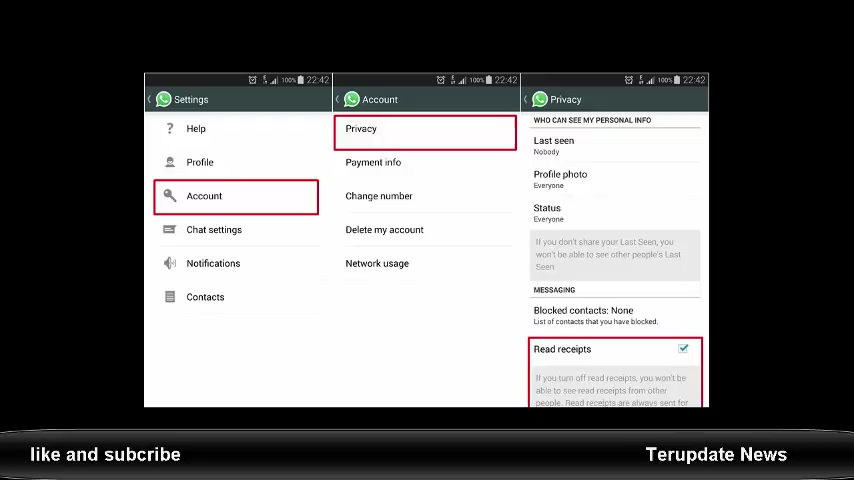 100% 22:42
Settings
Help
Profile
Account
Chat settings
Notifications
Contacts
100% 22:42
Account
Privacy
Payment info
Change number
Delete my account
Network usage
100% 22:42
Privacy
WHO CAN SEE MY PERSONAL INFO
Last seen
Nobody
Profile photo
Everyone
Status
Everyone
If you don't share your Last Seen, you
won't be able to see other people's Last
Seen.
MESSAGING
Blocked contacts: None
List of contacts that you have blocked.
Read receipts
If you turn off read receipts, you won't be
able to see read receipts from other
people. Read receipts are always sent for
like and subcribe
Terupdate News